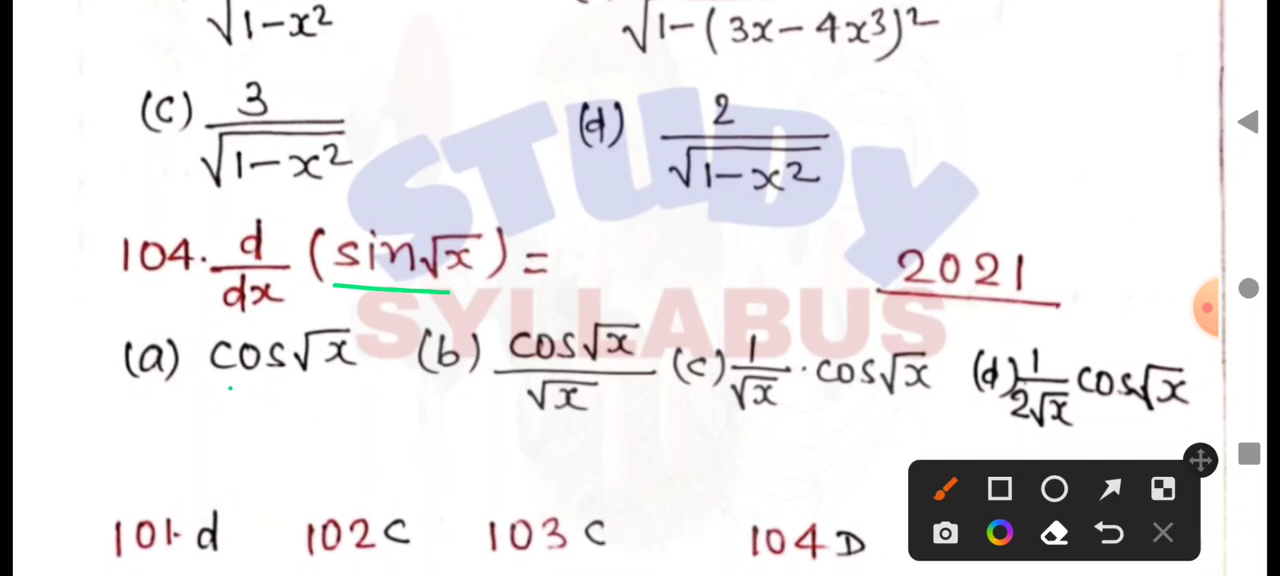 √1-x² √1-(3x-4x³)²
(c) 3/√1-x² (d) 2/√1-x²
STUDY
104. d/dx (sin√x) = 2021
SYLLABUS
(a) cos√x (b) cos√x/√x (c) 1/√x · cos√x (d) 1/2√x cos√x
101. d 102 C 103 C 104 D